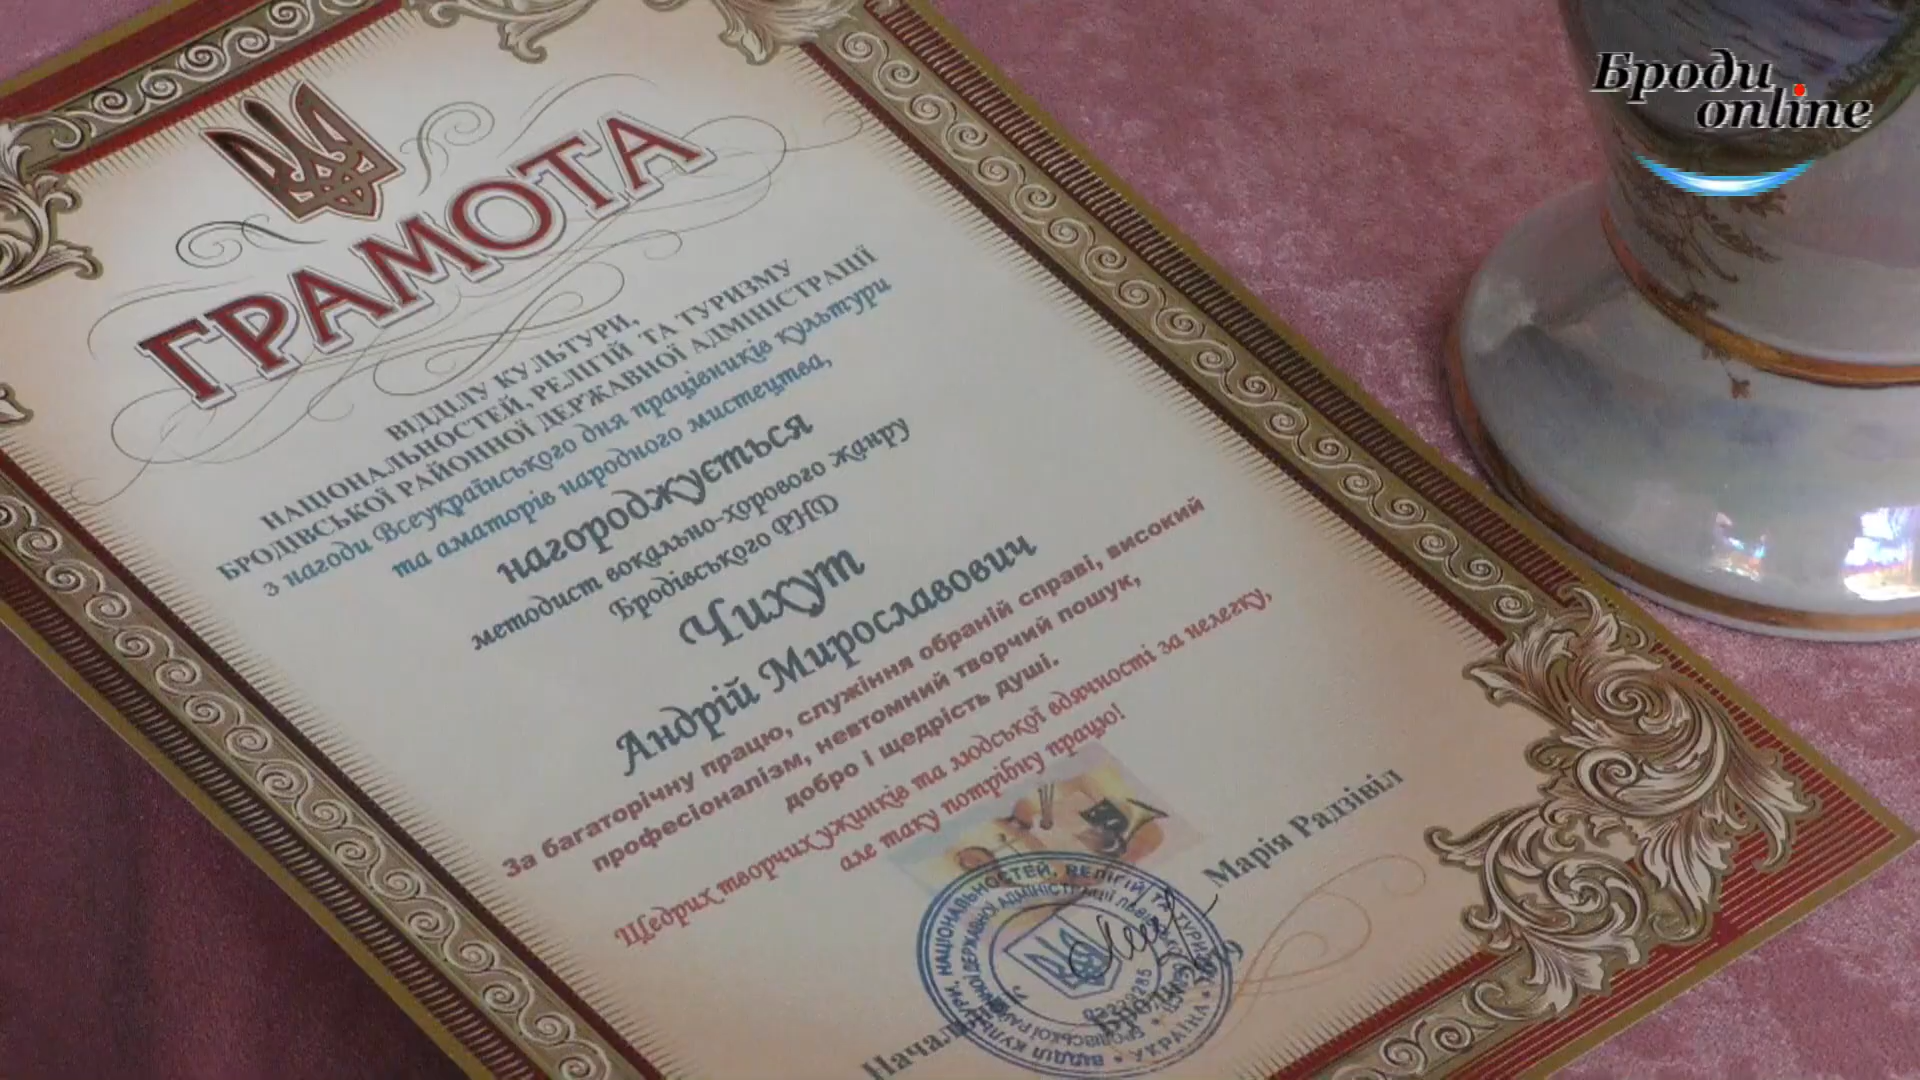 Броди
online
ГРАМОТА
ВІДДІЛУ КУЛЬТУРИ,
НАЦІОНАЛЬНОСТЕЙ, РЕЛІГІЙ ТА ТУРИЗМУ
БРОДІВСЬКОЇ РАЙОННОЇ ДЕРЖАВНОЇ АДМІНІСТРАЦІЇ
з нагоди Всеукраїнського дня працівників культури
та аматорів народного мистецтва,
нагороджується
методист вокально-хорового жанру
Бродівського РНД
Чихут
Андрій Мирославович
За багаторічну працю, служіння обраній справі, високий
професіоналізм, невтомний творчий пошук,
добро і щедрість душі.
Щедрих творчих ужинків та людської вдячності за нелегку,
але таку потрібну працю!
Марія Радзівіл